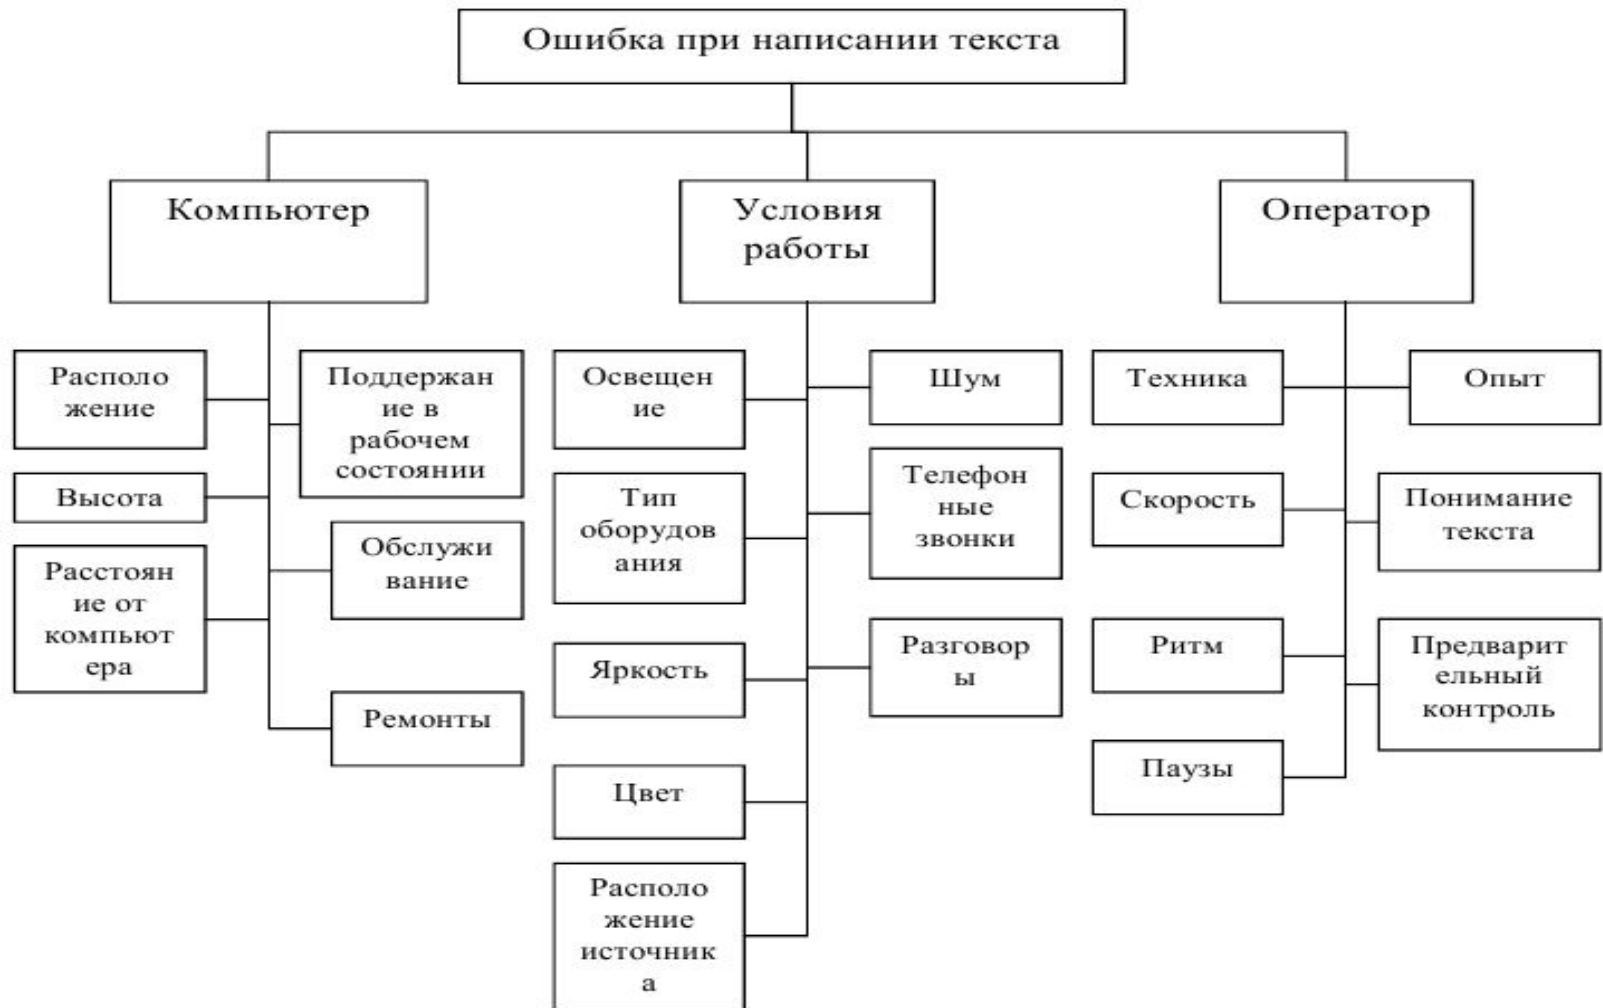 Ошибка при написании текста
Компьютер
Условия
работы
Оператор
Располо
жение
Высота
Расстоян
ие от
компьют
ера
Поддержан
ие в
рабочем
состоянии
Обслужи
вание
Ремонты
Освещен
ие
Тип
оборудов
ания
Яркость
Цвет
Располо
жение
источник
а
Шум
Телефон
ные
звонки
Разговор
ы
Техника
Скорость
Ритм
Паузы
Опыт
Понимание
текста
Предварит
ельный
контроль